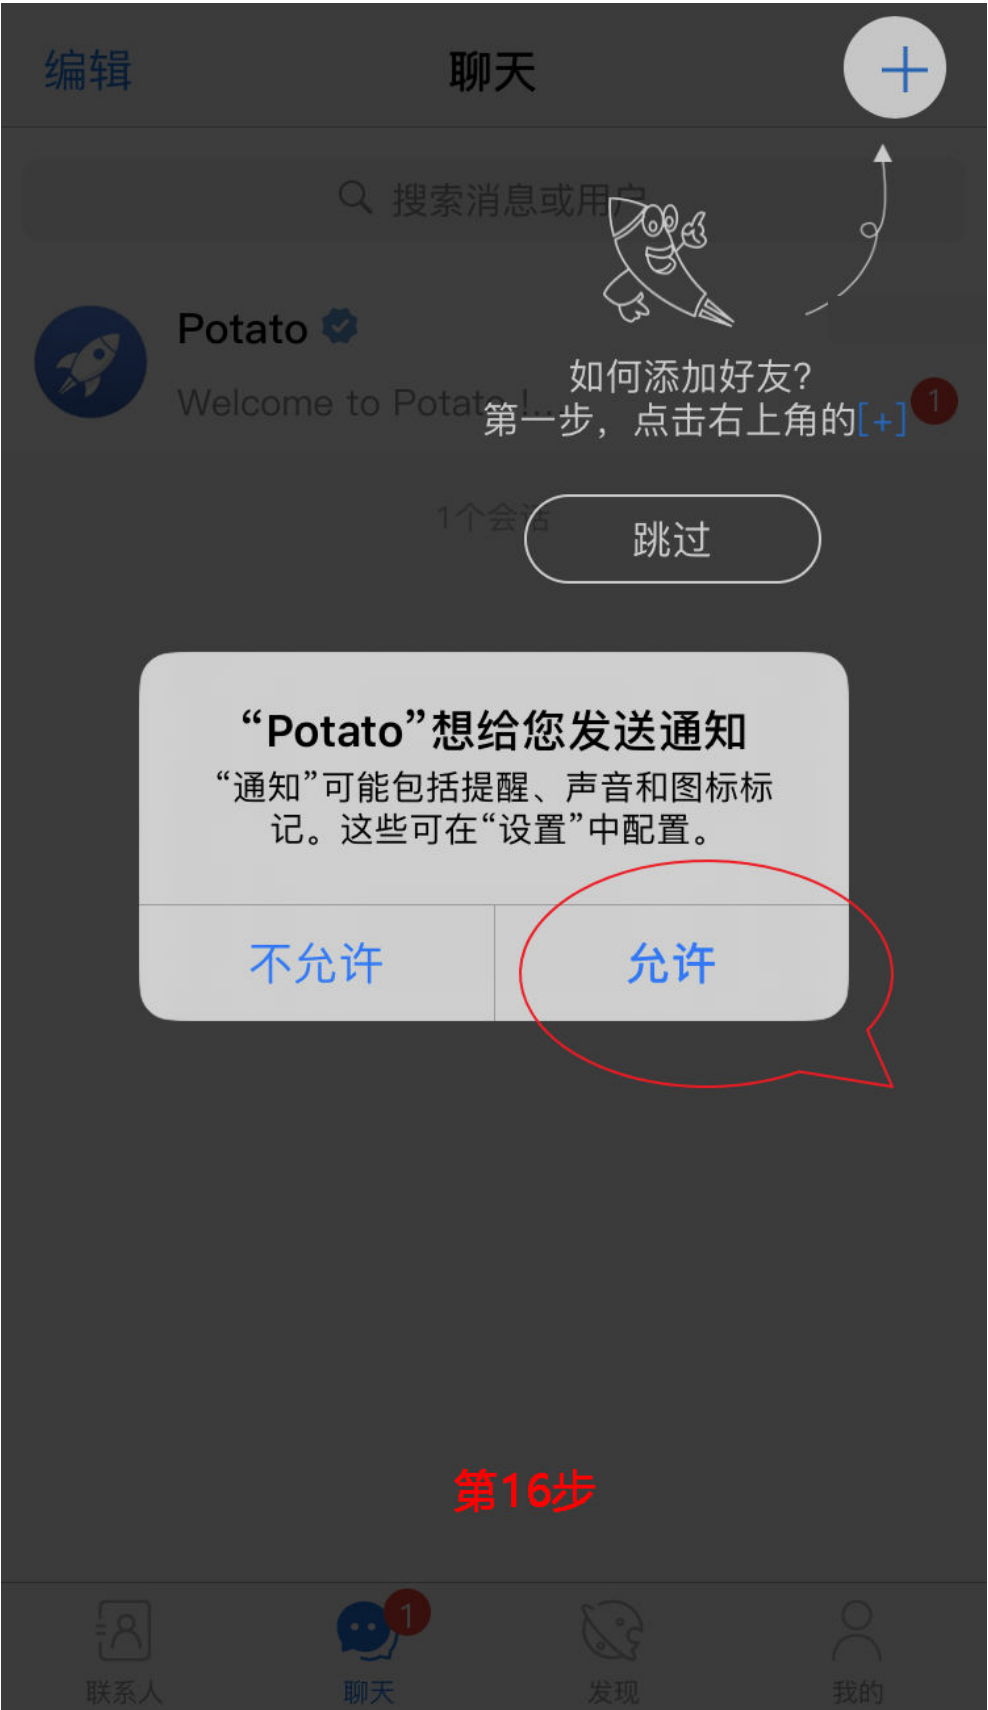 编辑
聊天
搜索消息或用户
Potato
Welcome to Potato !...
1
如何添加好友?
第一步，点击右上角的[+]
1个会话
跳过
“Potato”想给您发送通知
“通知”可能包括提醒、声音和图标标
记。这些可在“设置”中配置。
不允许
允许
第16步
1
联系人
聊天
发现
我的